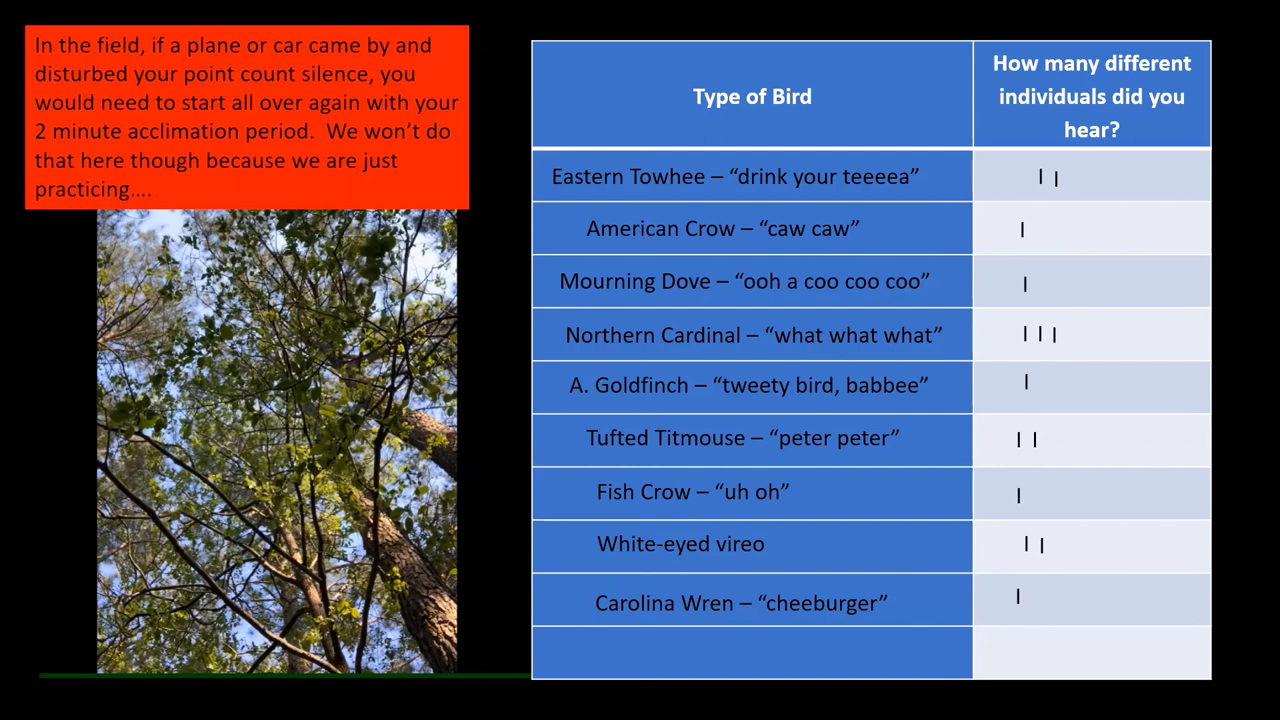 In the field, if a plane or car came by and
disturbed your point count silence, you
would need to start all over again with your
2 minute acclimation period.  We won’t do
that here though because we are just
practicing....
Type of Bird
How many different
individuals did you
hear?
Eastern Towhee – “drink your teeeea” | |
American Crow – “caw caw” |
Mourning Dove – “ooh a coo coo coo” |
Northern Cardinal – “what what what” | | |
A. Goldfinch – “tweety bird, babbee” |
Tufted Titmouse – “peter peter” | |
Fish Crow – “uh oh” |
White-eyed vireo | |
Carolina Wren – “cheeburger” |